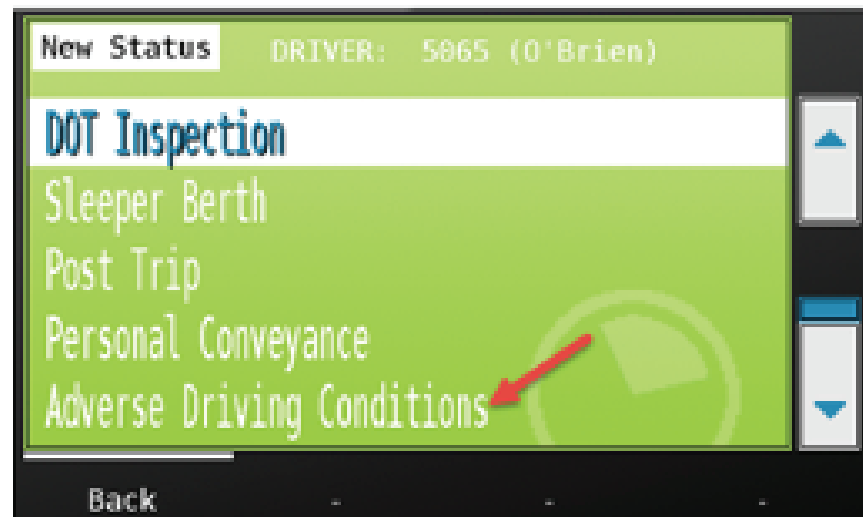 New Status DRIVER: 5065 (O'Brien)
DOT Inspection
Sleeper Berth
Post Trip
Personal Conveyance
Adverse Driving Conditions
Back - - -